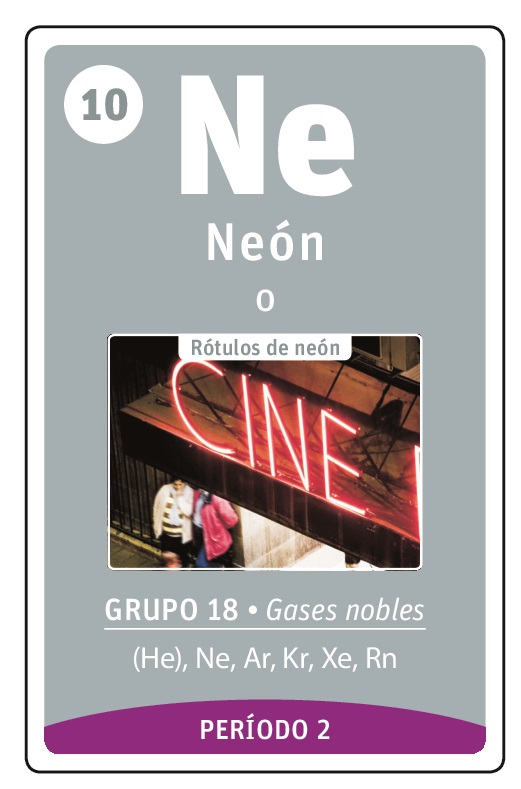 10
Ne
Neón
0
Rótulos de neón
CINE
GRUPO 18 • Gases nobles
(He), Ne, Ar, Kr, Xe, Rn
PERÍODO 2